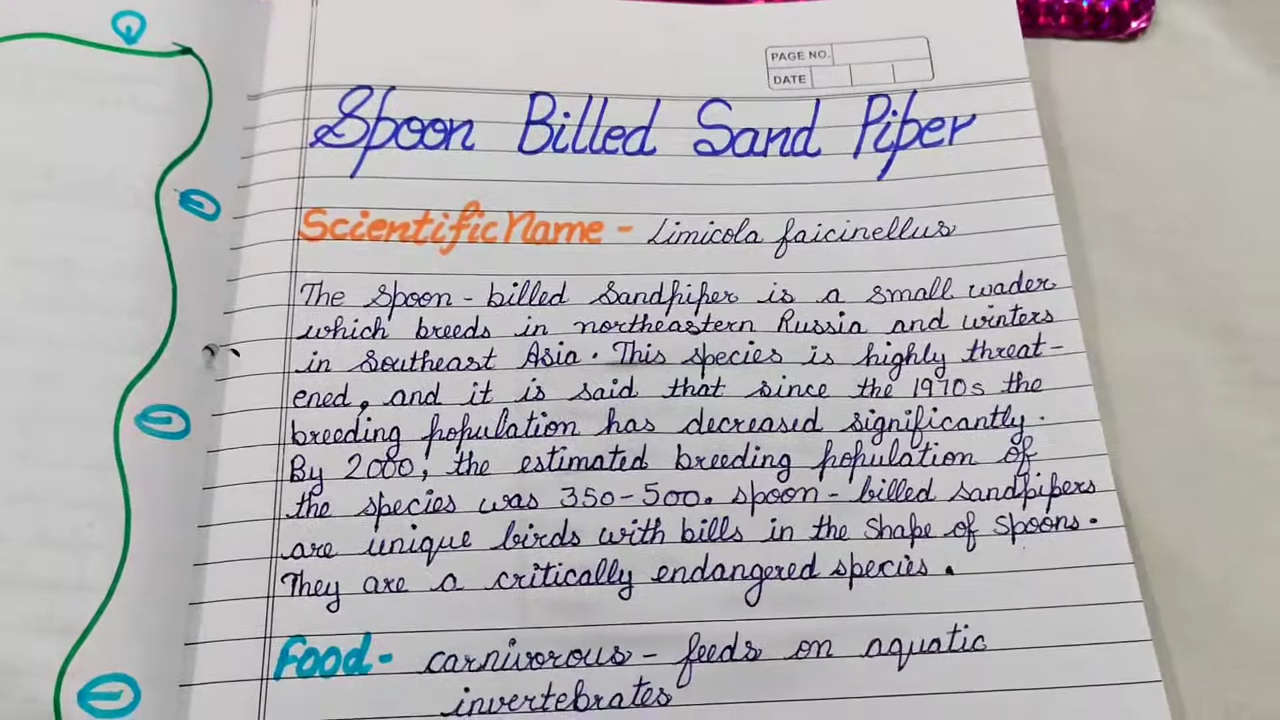 PAGE NO.
DATE
Spoon Billed Sand Piper
Scientific Name - Limicola faicinellus
The Spoon-billed Sandpiper is a small wader
which breeds in northeastern Russia and winters
in Southeast Asia. This species is highly threat-
ened, and it is said that since the 1970s the
breeding population has decreased significantly.
By 2000, the estimated breeding population of
the species was 350-500. spoon-billed sandpipers
are unique birds with bills in the shape of spoons.
They are a critically endangered species.
Food- carnivorous - feeds on aquatic
invertebrates